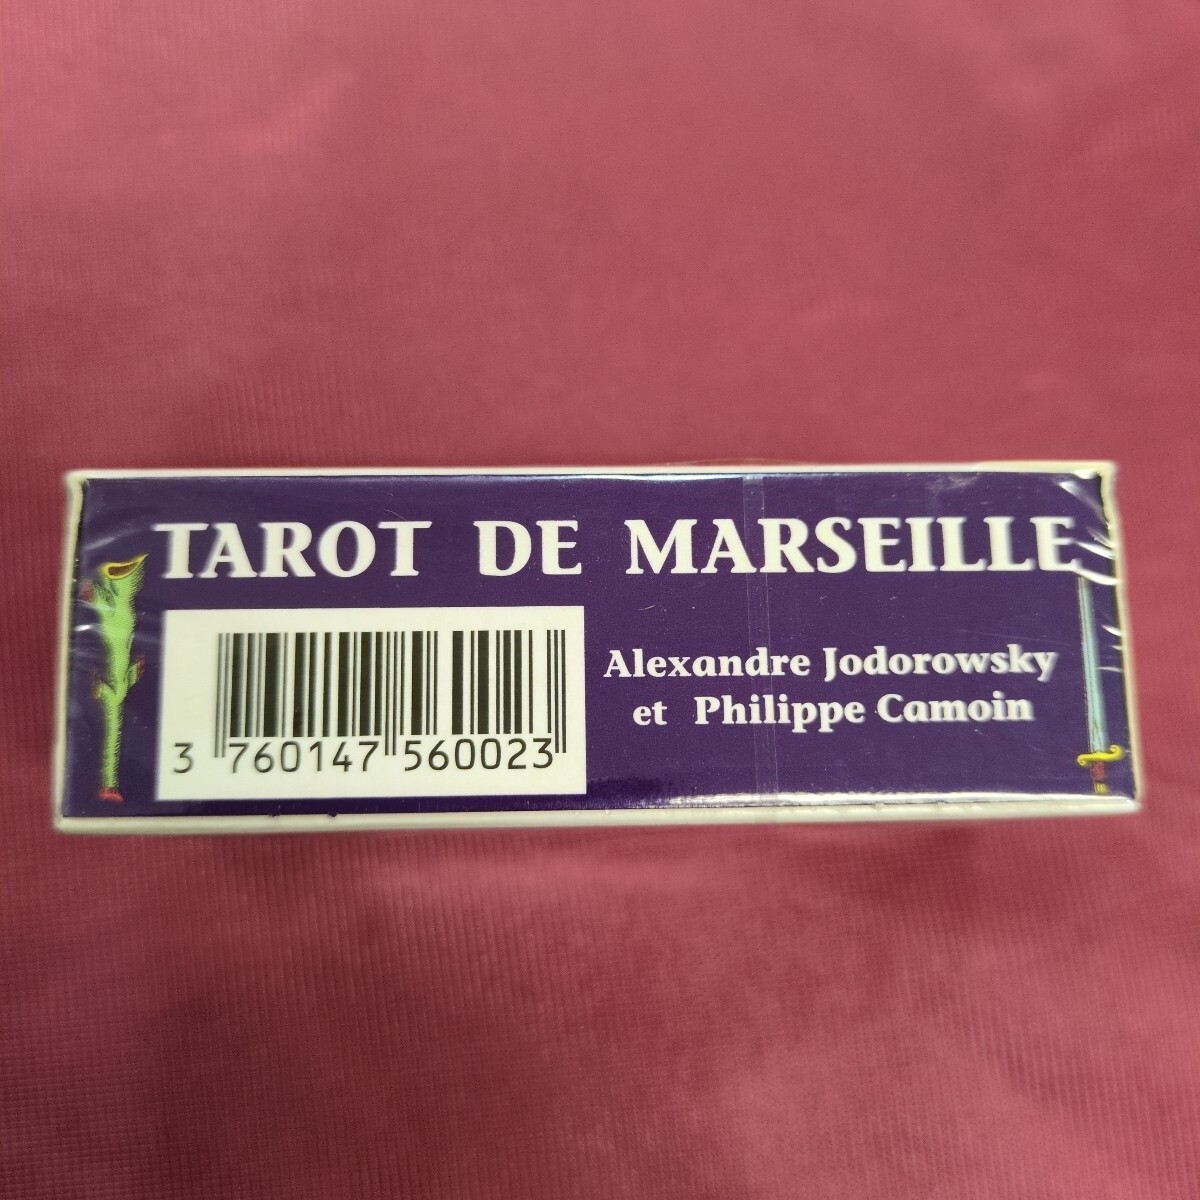 TAROT DE MARSEILLE
Alexandre Jodorowsky
et Philippe Camoin
3 760147 560023